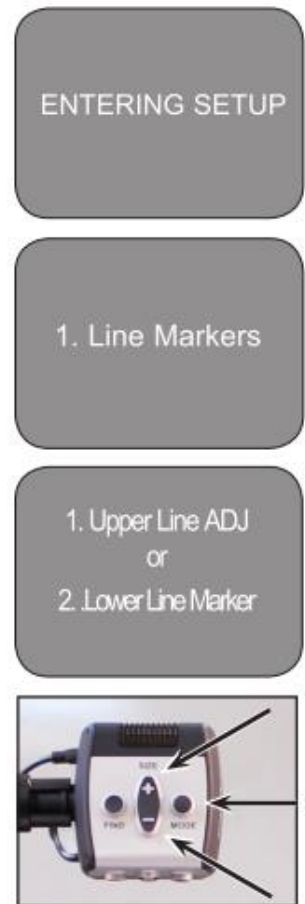 ENTERING SETUP
1. Line Markers
1. Upper Line ADJ
or
2. .Lower Line Marker
SIZE
+
–
FIND MODE